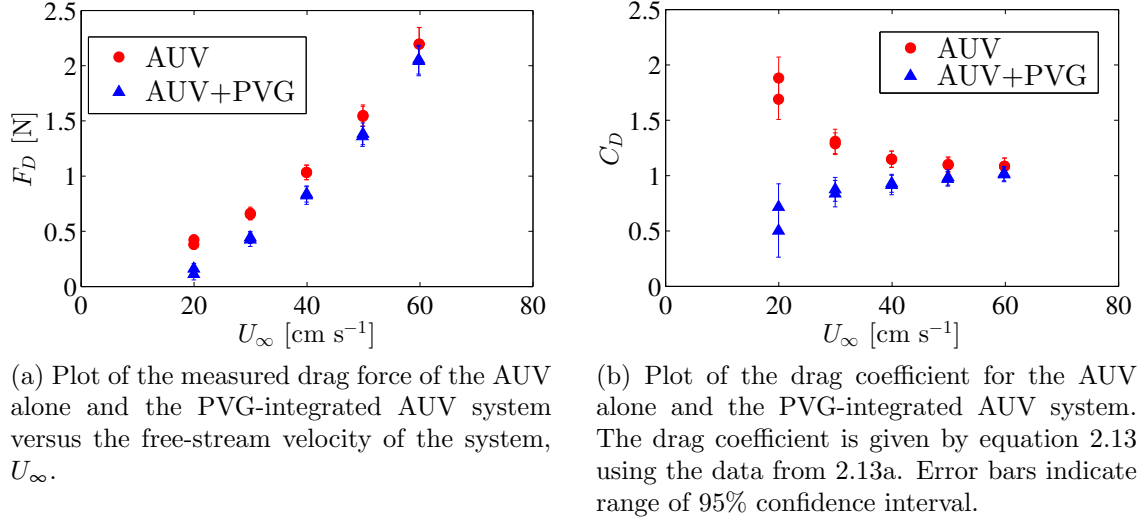 AUV
AUV+PVG
F_D [N]
2.5
2
1.5
1
0.5
0
0 20 40 60 80
U_∞ [cm s⁻¹]
(a) Plot of the measured drag force of the AUV
alone and the PVG-integrated AUV system
versus the free-stream velocity of the system,
U_∞.
AUV
AUV+PVG
C_D
2.5
2
1.5
1
0.5
0
0 20 40 60 80
U_∞ [cm s⁻¹]
(b) Plot of the drag coefficient for the AUV
alone and the PVG-integrated AUV system.
The drag coefficient is given by equation 2.13
using the data from 2.13a. Error bars indicate
range of 95% confidence interval.